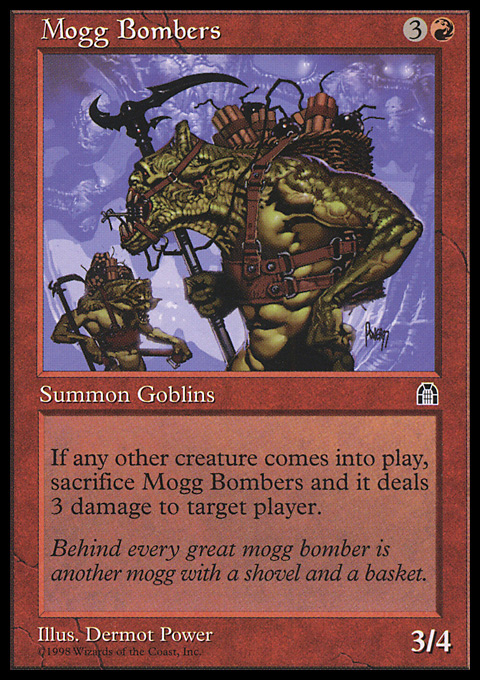 Mogg Bombers 3
Summon Goblins
If any other creature comes into play,
sacrifice Mogg Bombers and it deals
3 damage to target player.
Behind every great mogg bomber is
another mogg with a shovel and a basket.
Illus. Dermot Power
©1998 Wizards of the Coast, Inc.
3/4